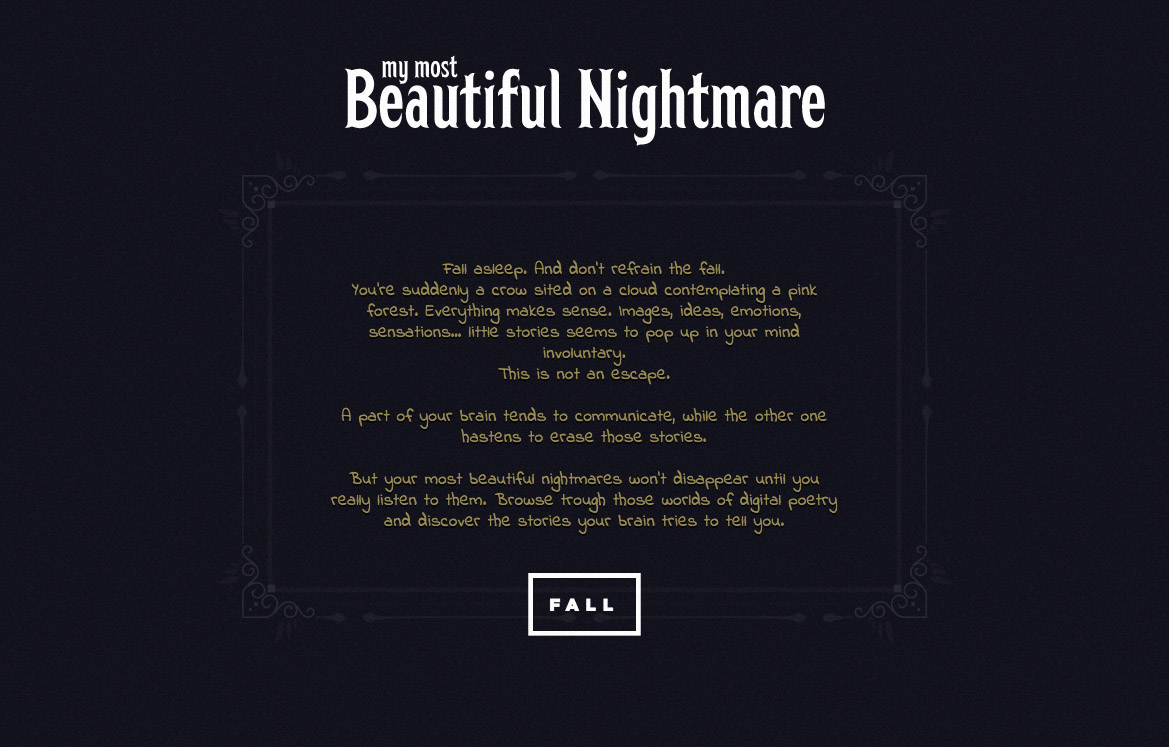 my most
Beautiful Nightmare
Fall asleep. And don't refrain the fall.
You're suddenly a crow sited on a cloud contemplating a pink
forest. Everything makes sense. Images, ideas, emotions,
sensations... little stories seems to pop up in your mind
involuntary.
This is not an escape.
A part of your brain tends to communicate, while the other one
hastens to erase those stories.
But your most beautiful nightmares won't disappear until you
really listen to them. Browse trough those worlds of digital poetry
and discover the stories your brain tries to tell you.
FALL